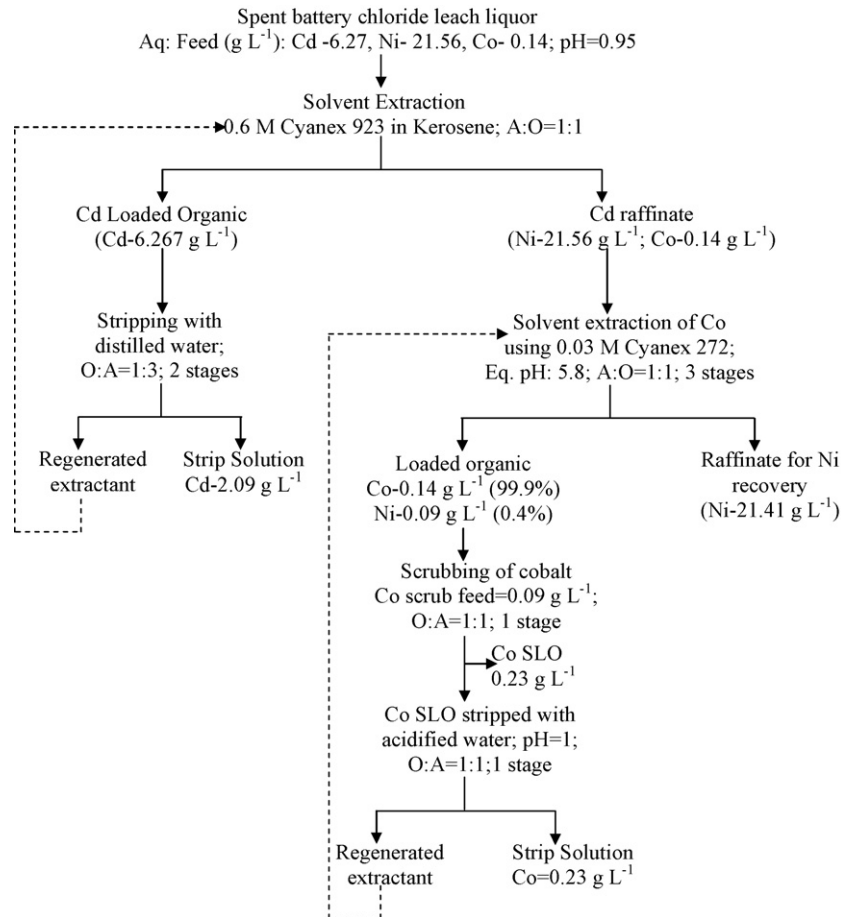 Spent battery chloride leach liquor
Aq: Feed (g L⁻¹): Cd -6.27, Ni- 21.56, Co- 0.14; pH=0.95
Solvent Extraction
0.6 M Cyanex 923 in Kerosene; A:O=1:1
Cd Loaded Organic
(Cd-6.267 g L⁻¹)
Cd raffinate
(Ni-21.56 g L⁻¹; Co-0.14 g L⁻¹)
Stripping with
distilled water;
O:A=1:3; 2 stages
Solvent extraction of Co
using 0.03 M Cyanex 272;
Eq. pH: 5.8; A:O=1:1; 3 stages
Regenerated
extractant
Strip Solution
Cd-2.09 g L⁻¹
Loaded organic
Co-0.14 g L⁻¹ (99.9%)
Ni-0.09 g L⁻¹ (0.4%)
Raffinate for Ni
recovery
(Ni-21.41 g L⁻¹)
Scrubbing of cobalt
Co scrub feed=0.09 g L⁻¹;
O:A=1:1; 1 stage
Co SLO
0.23 g L⁻¹
Co SLO stripped with
acidified water; pH=1;
O:A=1:1;1 stage
Regenerated
extractant
Strip Solution
Co=0.23 g L⁻¹